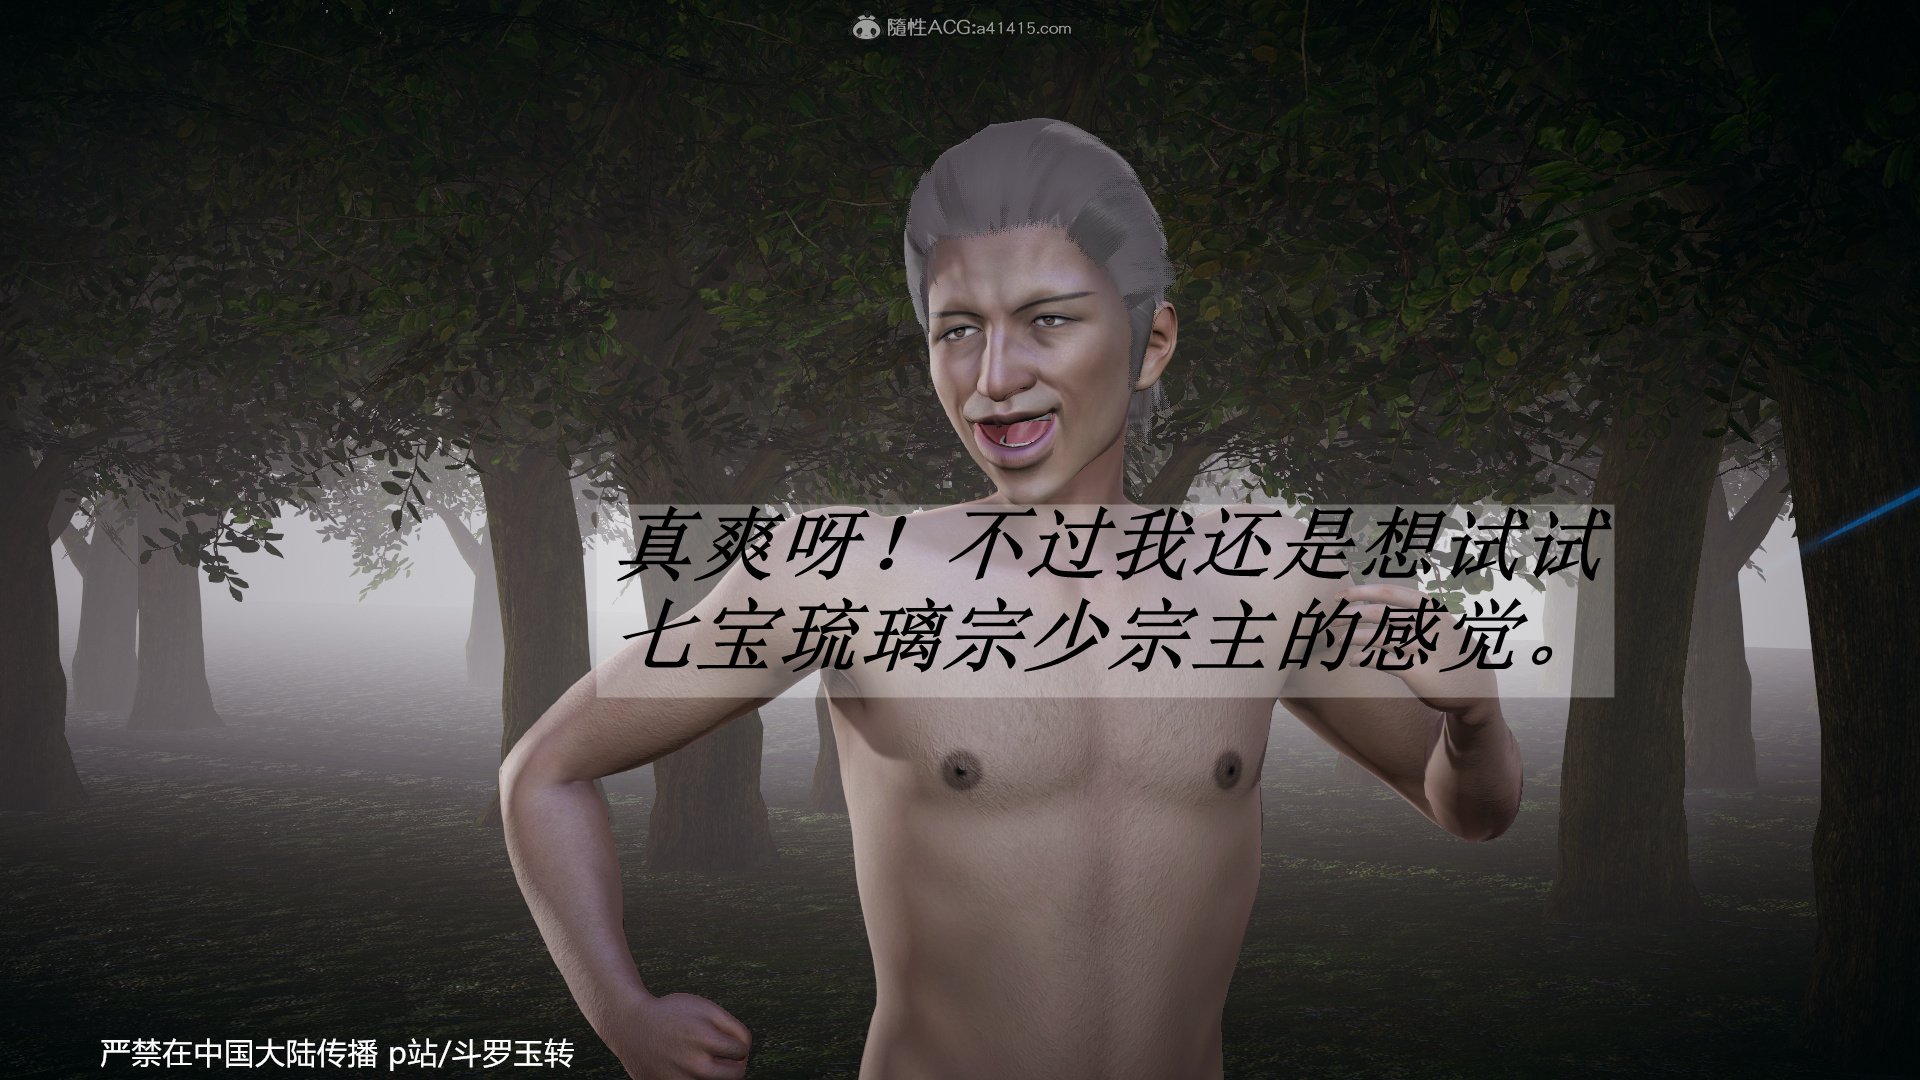 隨性ACG:a41415.com
真爽呀！不过我还是想试试
七宝琉璃宗少宗主的感觉。
严禁在中国大陆传播 p站/斗罗玉转